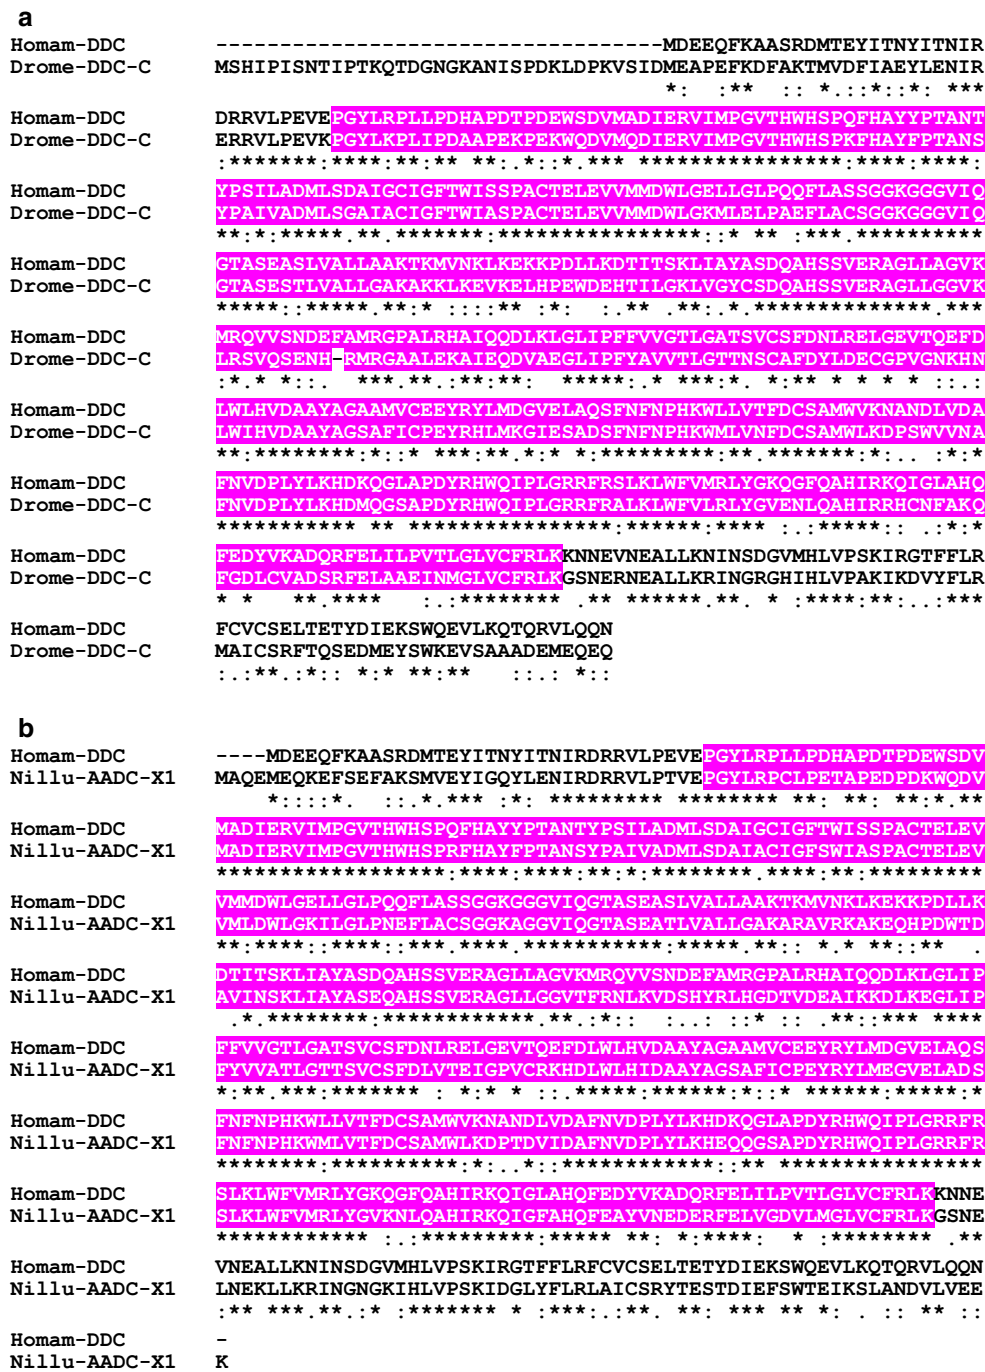 a
Homam-DDC -----------------------------------MDEEQFKAASRDMTEYITNYITNIR
Drome-DDC-C MSHIPISNTIPTKQTDGNGKANISPDKLDPKVSIDMEAPEFKDFAKTMVDFIAEYLENIR
*: :** :: *.::*::*: ***
Homam-DDC DRRVLPEVEPGYLRPLLPDHAPDTPDEWSDVMADIERVIMPGVTHWHSPQFHAYYPTANT
Drome-DDC-C ERRVLPEVKPGYLKPLIPDAAPEKPEKWQDVMQDIERVIMPGVTHWHSPKFHAYFPTANS
:*******:****:**:** **:.*::*.*** ****************:****:****:
Homam-DDC YPSILADMLSDAIGCIGFTWISSPACTELEVVMMDWLGELLGLPQQFLASSGGKGGGVIQ
Drome-DDC-C YPAIVADMLSGAIACIGFTWIASPACTELEVVMMDWLGKMLELPAEFLACSGGKGGGVIQ
**:*:*****.**.*******:****************::* ** :***.**********
Homam-DDC GTASEASLVALLAAKTKMVNKLKEKKPDLLKDTITSKLIAYASDQAHSSVERAGLLAGVK
Drome-DDC-C GTASESTLVALLGAKAKKLKEVKELHPEWDEHTILGKLVGYCSDQAHSSVERAGLLGGVK
*****::*****.**:* ::::** :*: :.** .**:.*.**************.***
Homam-DDC MRQVVSNDEFAMRGPALRHAIQQDLKLGLIPFFVVGTLGATSVCSFDNLRELGEVTQEFD
Drome-DDC-C LRSVQSENH-RMRGAALEKAIEQDVAEGLIPFYAVVTLGTTNSCAFDYLDECGPVGNKHN
:*.* *::. ***.**.:**:**: *****:.* ***:*. *:** * * * * ::.:
Homam-DDC LWLHVDAAYAGAAMVCEEYRYLMDGVELAQSFNFNPHKWLLVTFDCSAMWVKNANDLVDA
Drome-DDC-C LWIHVDAAYAGSAFICPEYRHLMKGIESADSFNFNPHKWMLVNFDCSAMWLKDPSWVVNA
**:********:*::* ***:**.*:* *:*********:**.*******:*:.. :*:*
Homam-DDC FNVDPLYLKHDKQGLAPDYRHWQIPLGRRFRSLKLWFVMRLYGKQGFQAHIRKQIGLAHQ
Drome-DDC-C FNVDPLYLKHDMQGSAPDYRHWQIPLGRRFRALKLWFVLRLYGVENLQAHIRRHCNFAKQ
*********** ** ****************:******:**** :.:*****:: .:*:*
Homam-DDC FEDYVKADQRFELILPVTLGLVCFRLKKNNEVNEALLKNINSDGVMHLVPSKIRGTFFLR
Drome-DDC-C FGDLCVADSRFELAAEINMGLVCFRLKGSNERNEALLKRINGRGHIHLVPAKIKDVYFLR
* * **.**** :.:******** .** ******.**. * :****:**:..:***
Homam-DDC FCVCSELTETYDIEKSWQEVLKQTQRVLQQN
Drome-DDC-C MAICSRFTQSEDMEYSWKEVSAAADEMEQEQ
:.:**.:*:: *:* **:** ::.: *::
b
Homam-DDC ----MDEEQFKAASRDMTEYITNYITNIRDRRVLPEVEPGYLRPLLPDHAPDTPDEWSDV
Nillu-AADC-X1 MAQEMEQKEFSEFAKSMVEYIGQYLENIRDRRVLPTVEPGYLRPCLPETAPEDPDKWQDV
*::::*. ::.*.*** :*: ********* ******** **: **: **:*.**
Homam-DDC MADIERVIMPGVTHWHSPQFHAYYPTANTYPSILADMLSDAIGCIGFTWISSPACTELEV
Nillu-AADC-X1 MADIERVIMPGVTHWHSPRFHAYFPTANSYPAIVADMLSDAIACIGFSWIASPACTELEV
******************:****:****:**:*:********.****:**:*********
Homam-DDC VMMDWLGELLGLPQQFLASSGGKGGGVIQGTASEASLVALLAAKTKMVNKLKEKKPDLLK
Nillu-AADC-X1 VMLDWLGKILGLPNEFLACSGGKAGGVIQGTASEATLVALLGAKARAVRKAKEQHPDWTD
**:****::****::***.****.***********:*****.**:: *.* **::** .
Homam-DDC DTITSKLIAYASDQAHSSVERAGLLAGVKMRQVVSNDEFAMRGPALRHAIQQDLKLGLIP
Nillu-AADC-X1 AVINSKLIAYASEQAHSSVERAGLLGGVTFRNLKVDSHYRLHGDTVDEAIKKDLKEGLIP
.*.********:************.**.:*:: :..: ::* :: .**::*** ****
Homam-DDC FFVVGTLGATSVCSFDNLRELGEVTQEFDLWLHVDAAYAGAAMVCEEYRYLMDGVELAQS
Nillu-AADC-X1 FYVVATLGTTSVCSFDLVTEIGPVCRKHDLWLHIDAAYAGSAFICPEYRYLMEGVELADS
*:**.***:******* : *:* * ::.*****:******:*::* ******:*****:*
Homam-DDC FNFNPHKWLLVTFDCSAMWVKNANDLVDAFNVDPLYLKHDKQGLAPDYRHWQIPLGRRFR
Nillu-AADC-X1 FNFNPHKWMLVTFDCSAMWLKDPTDVIDAFNVDPLYLKHEQQGSAPDYRHWQIPLGRRFR
********:**********:*:..*::************::** ****************
Homam-DDC SLKLWFVMRLYGKQGFQAHIRKQIGLAHQFEDYVKADQRFELILPVTLGLVCFRLKKNNE
Nillu-AADC-X1 SLKLWFVMRLYGVKNLQAHIRKQIGFAHQFEAYVNEDERFELVGDVLMGLVCFRLKGSNE
************ :.:*********:***** **: *:****: * :******** .**
Homam-DDC VNEALLKNINSDGVMHLVPSKIRGTFFLRFCVCSELTETYDIEKSWQEVLKQTQRVLQQN
Nillu-AADC-X1 LNEKLLKRINGNGKIHLVPSKIDGLYFLRLAICSRYTESTDIEFSWTEIKSLANDVLVEE
:** ***.**.:* :******* * :***:.:**. **: *** ** *: . :: ** ::
Homam-DDC -
Nillu-AADC-X1 K